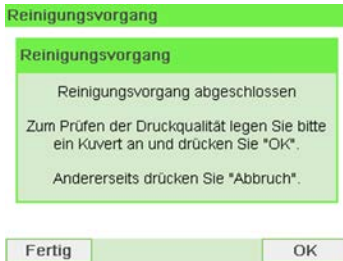 Reinigungsvorgang
Reinigungsvorgang
Reinigungsvorgang abgeschlossen
Zum Prüfen der Druckqualität legen Sie bitte
ein Kuvert an und drücken Sie "OK".
Andererseits drücken Sie "Abbruch".
Fertig
OK